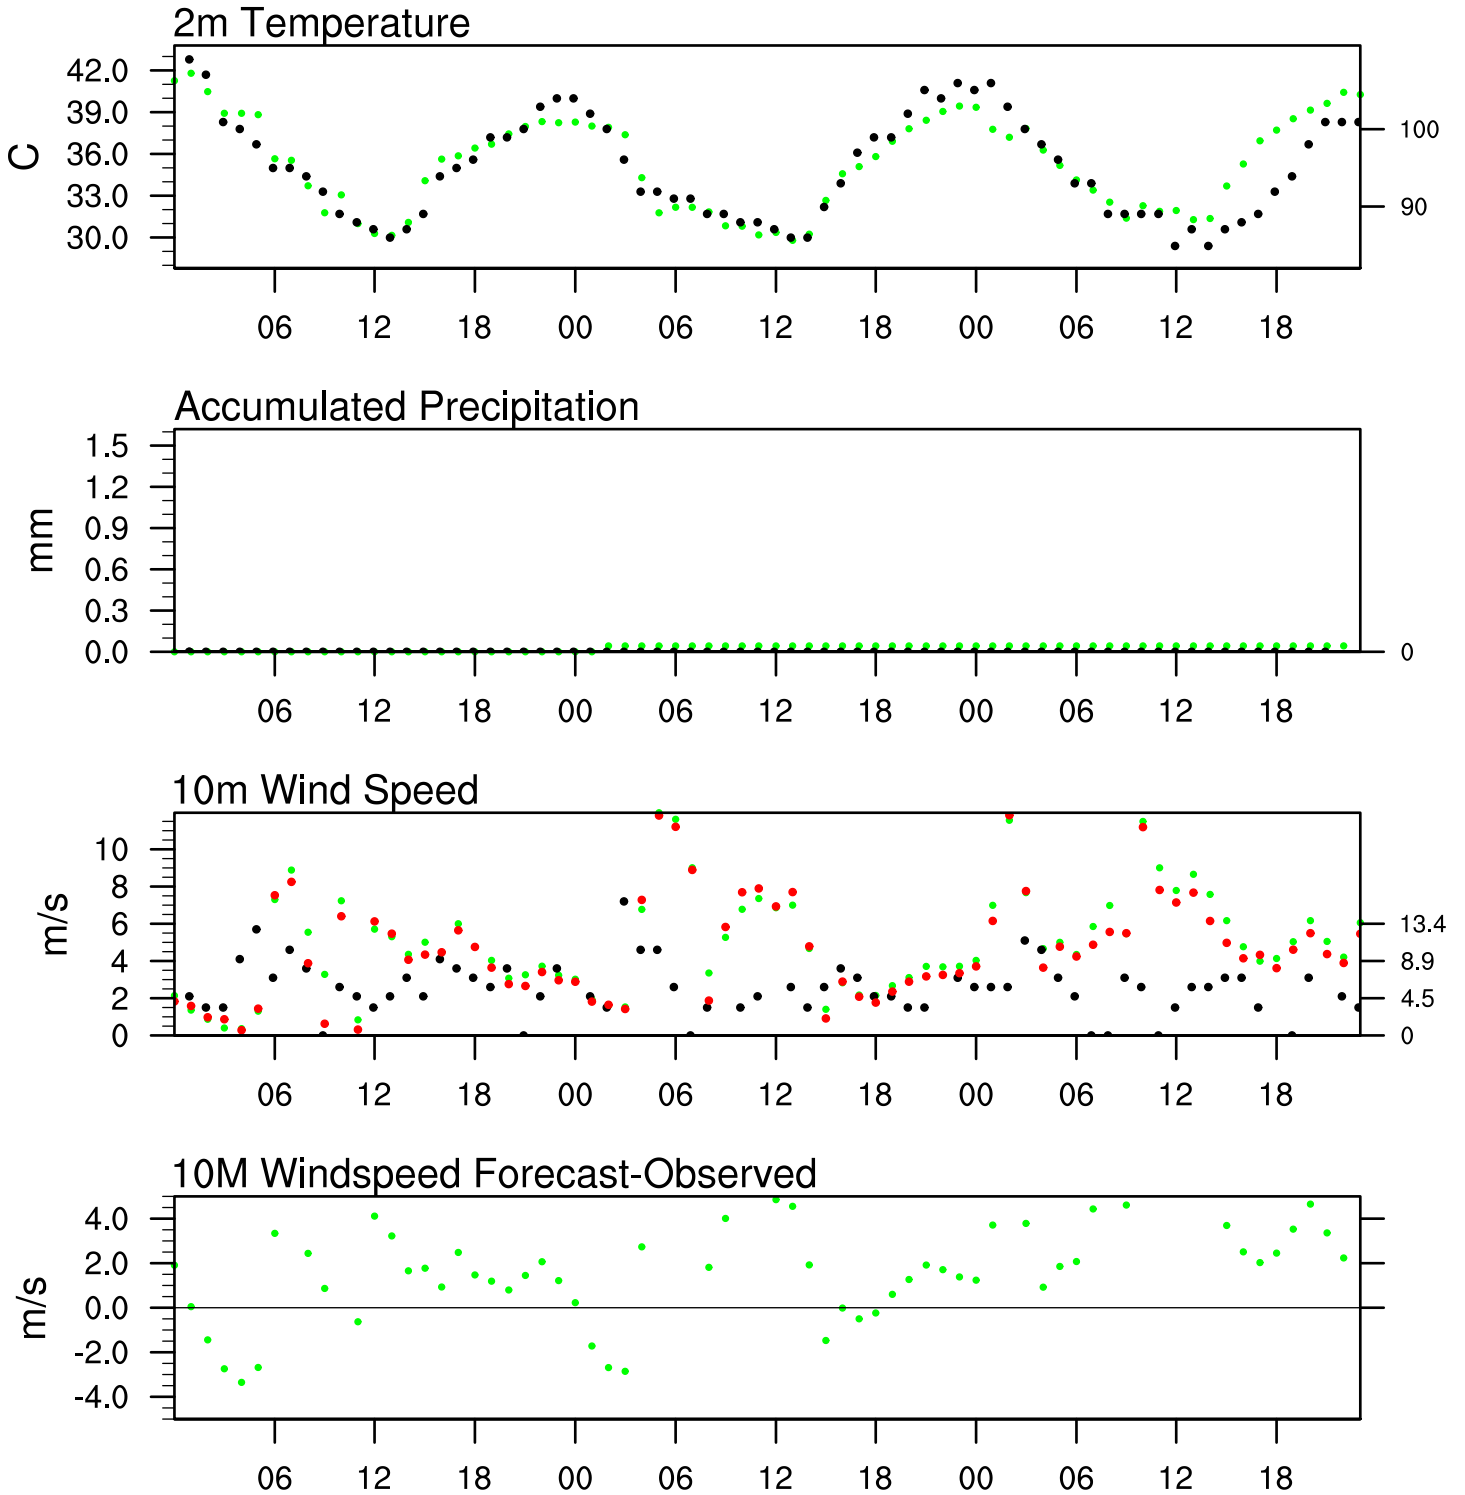 2m Temperature
42.0
39.0
36.0
33.0
30.0
C
100
90
06 12 18 00 06 12 18 00 06 12 18
Accumulated Precipitation
1.5
1.2
0.9
0.6
0.3
0.0
mm
0
06 12 18 00 06 12 18 00 06 12 18
10m Wind Speed
10
8
6
4
2
0
m/s
13.4
8.9
4.5
0
06 12 18 00 06 12 18 00 06 12 18
10M Windspeed Forecast-Observed
4.0
2.0
0.0
-2.0
-4.0
m/s
06 12 18 00 06 12 18 00 06 12 18